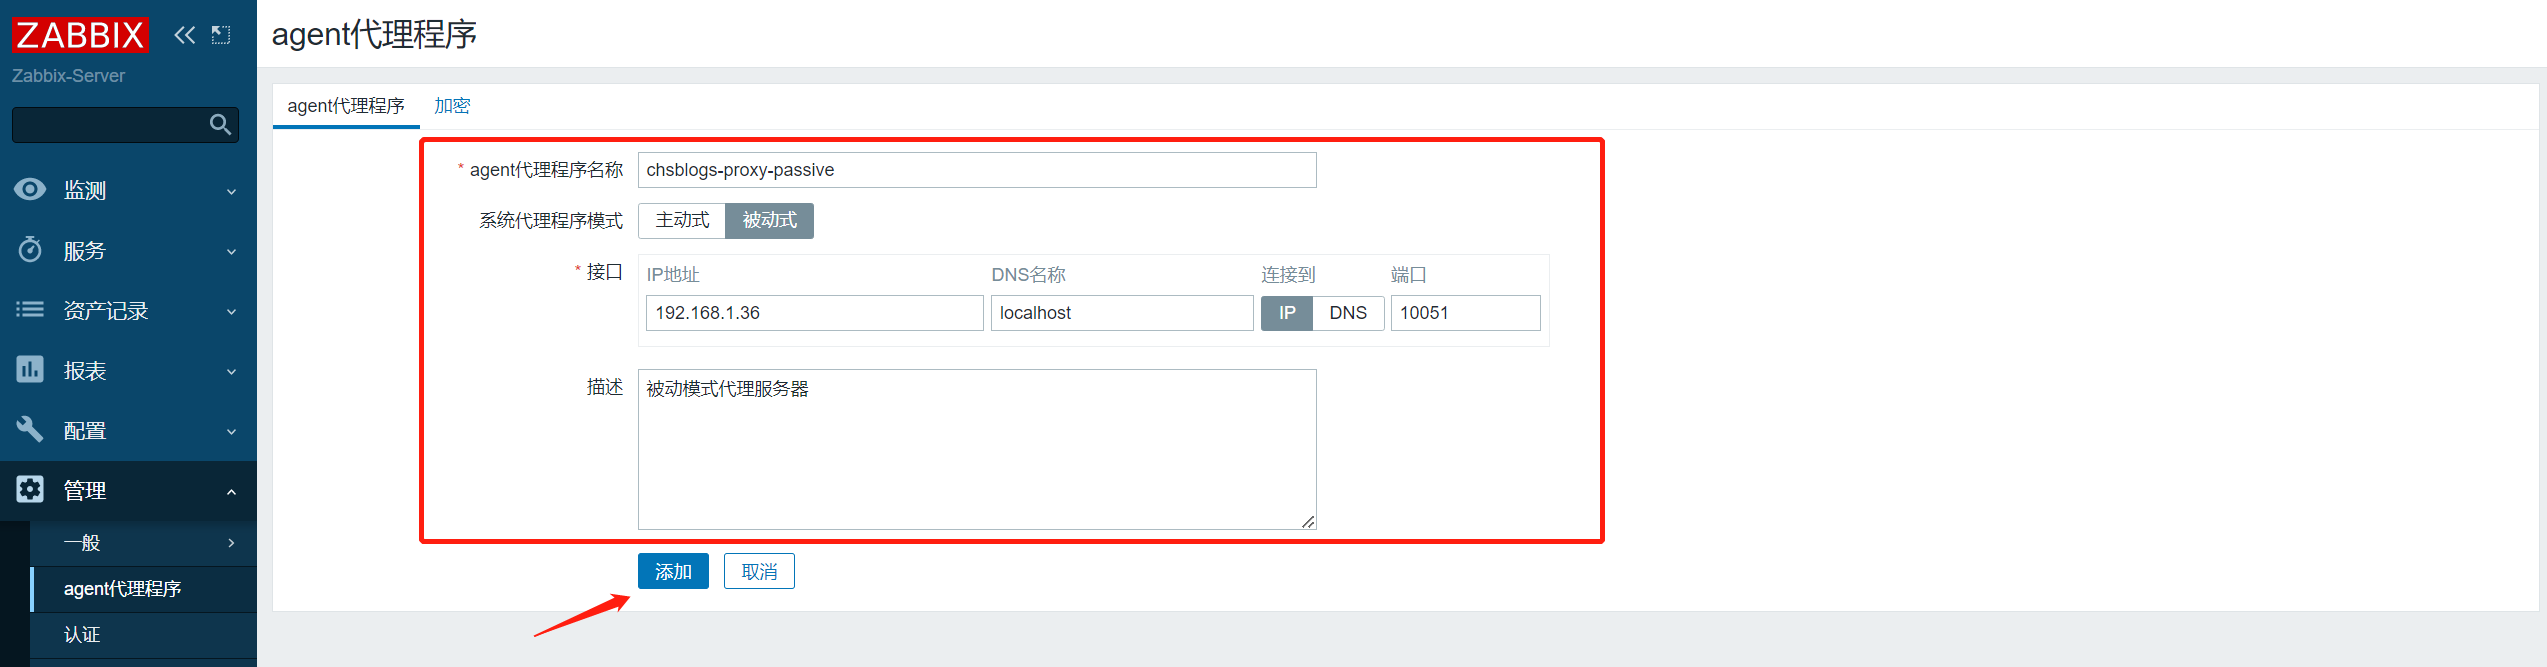 ZABBIX
Zabbix-Server
监测
服务
资产记录
报表
配置
管理
一般
agent代理程序
认证
agent代理程序
agent代理程序 加密
* agent代理程序名称 chsblogs-proxy-passive
系统代理程序模式 主动式 被动式
* 接口 IP地址 DNS名称 连接到 端口
192.168.1.36 localhost IP DNS 10051
描述 被动模式代理服务器
添加 取消